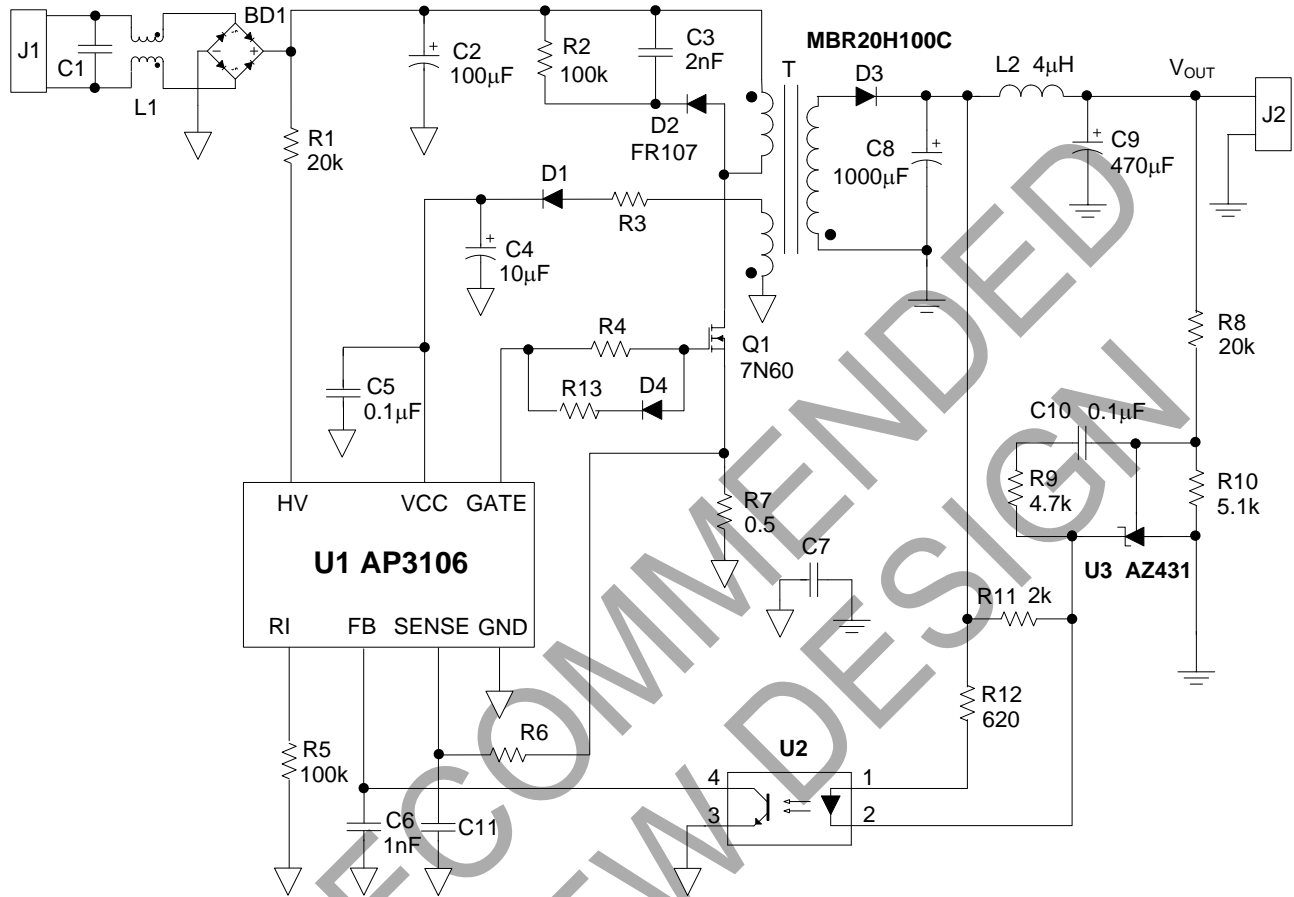 BD1
J1
C1
L1
C2
100μF
R2
100k
C3
2nF
MBR20H100C
T
D3
L2 4μH
VOUT
J2
D2
FR107
R1
20k
C8
1000μF
C9
470μF
D1
R3
C4
10μF
R4
Q1
7N60
R8
20k
C5
0.1μF
R13
D4
C10 0.1μF
R9
4.7k
R10
5.1k
HV
VCC
GATE
R7
0.5
U1 AP3106
C7
U3 AZ431
R11 2k
RI
FB
SENSE
GND
R12
620
R6
U2
R5
100k
4
1
3
2
C6
1nF
C11
ECOMMENDED
EW DESIGN